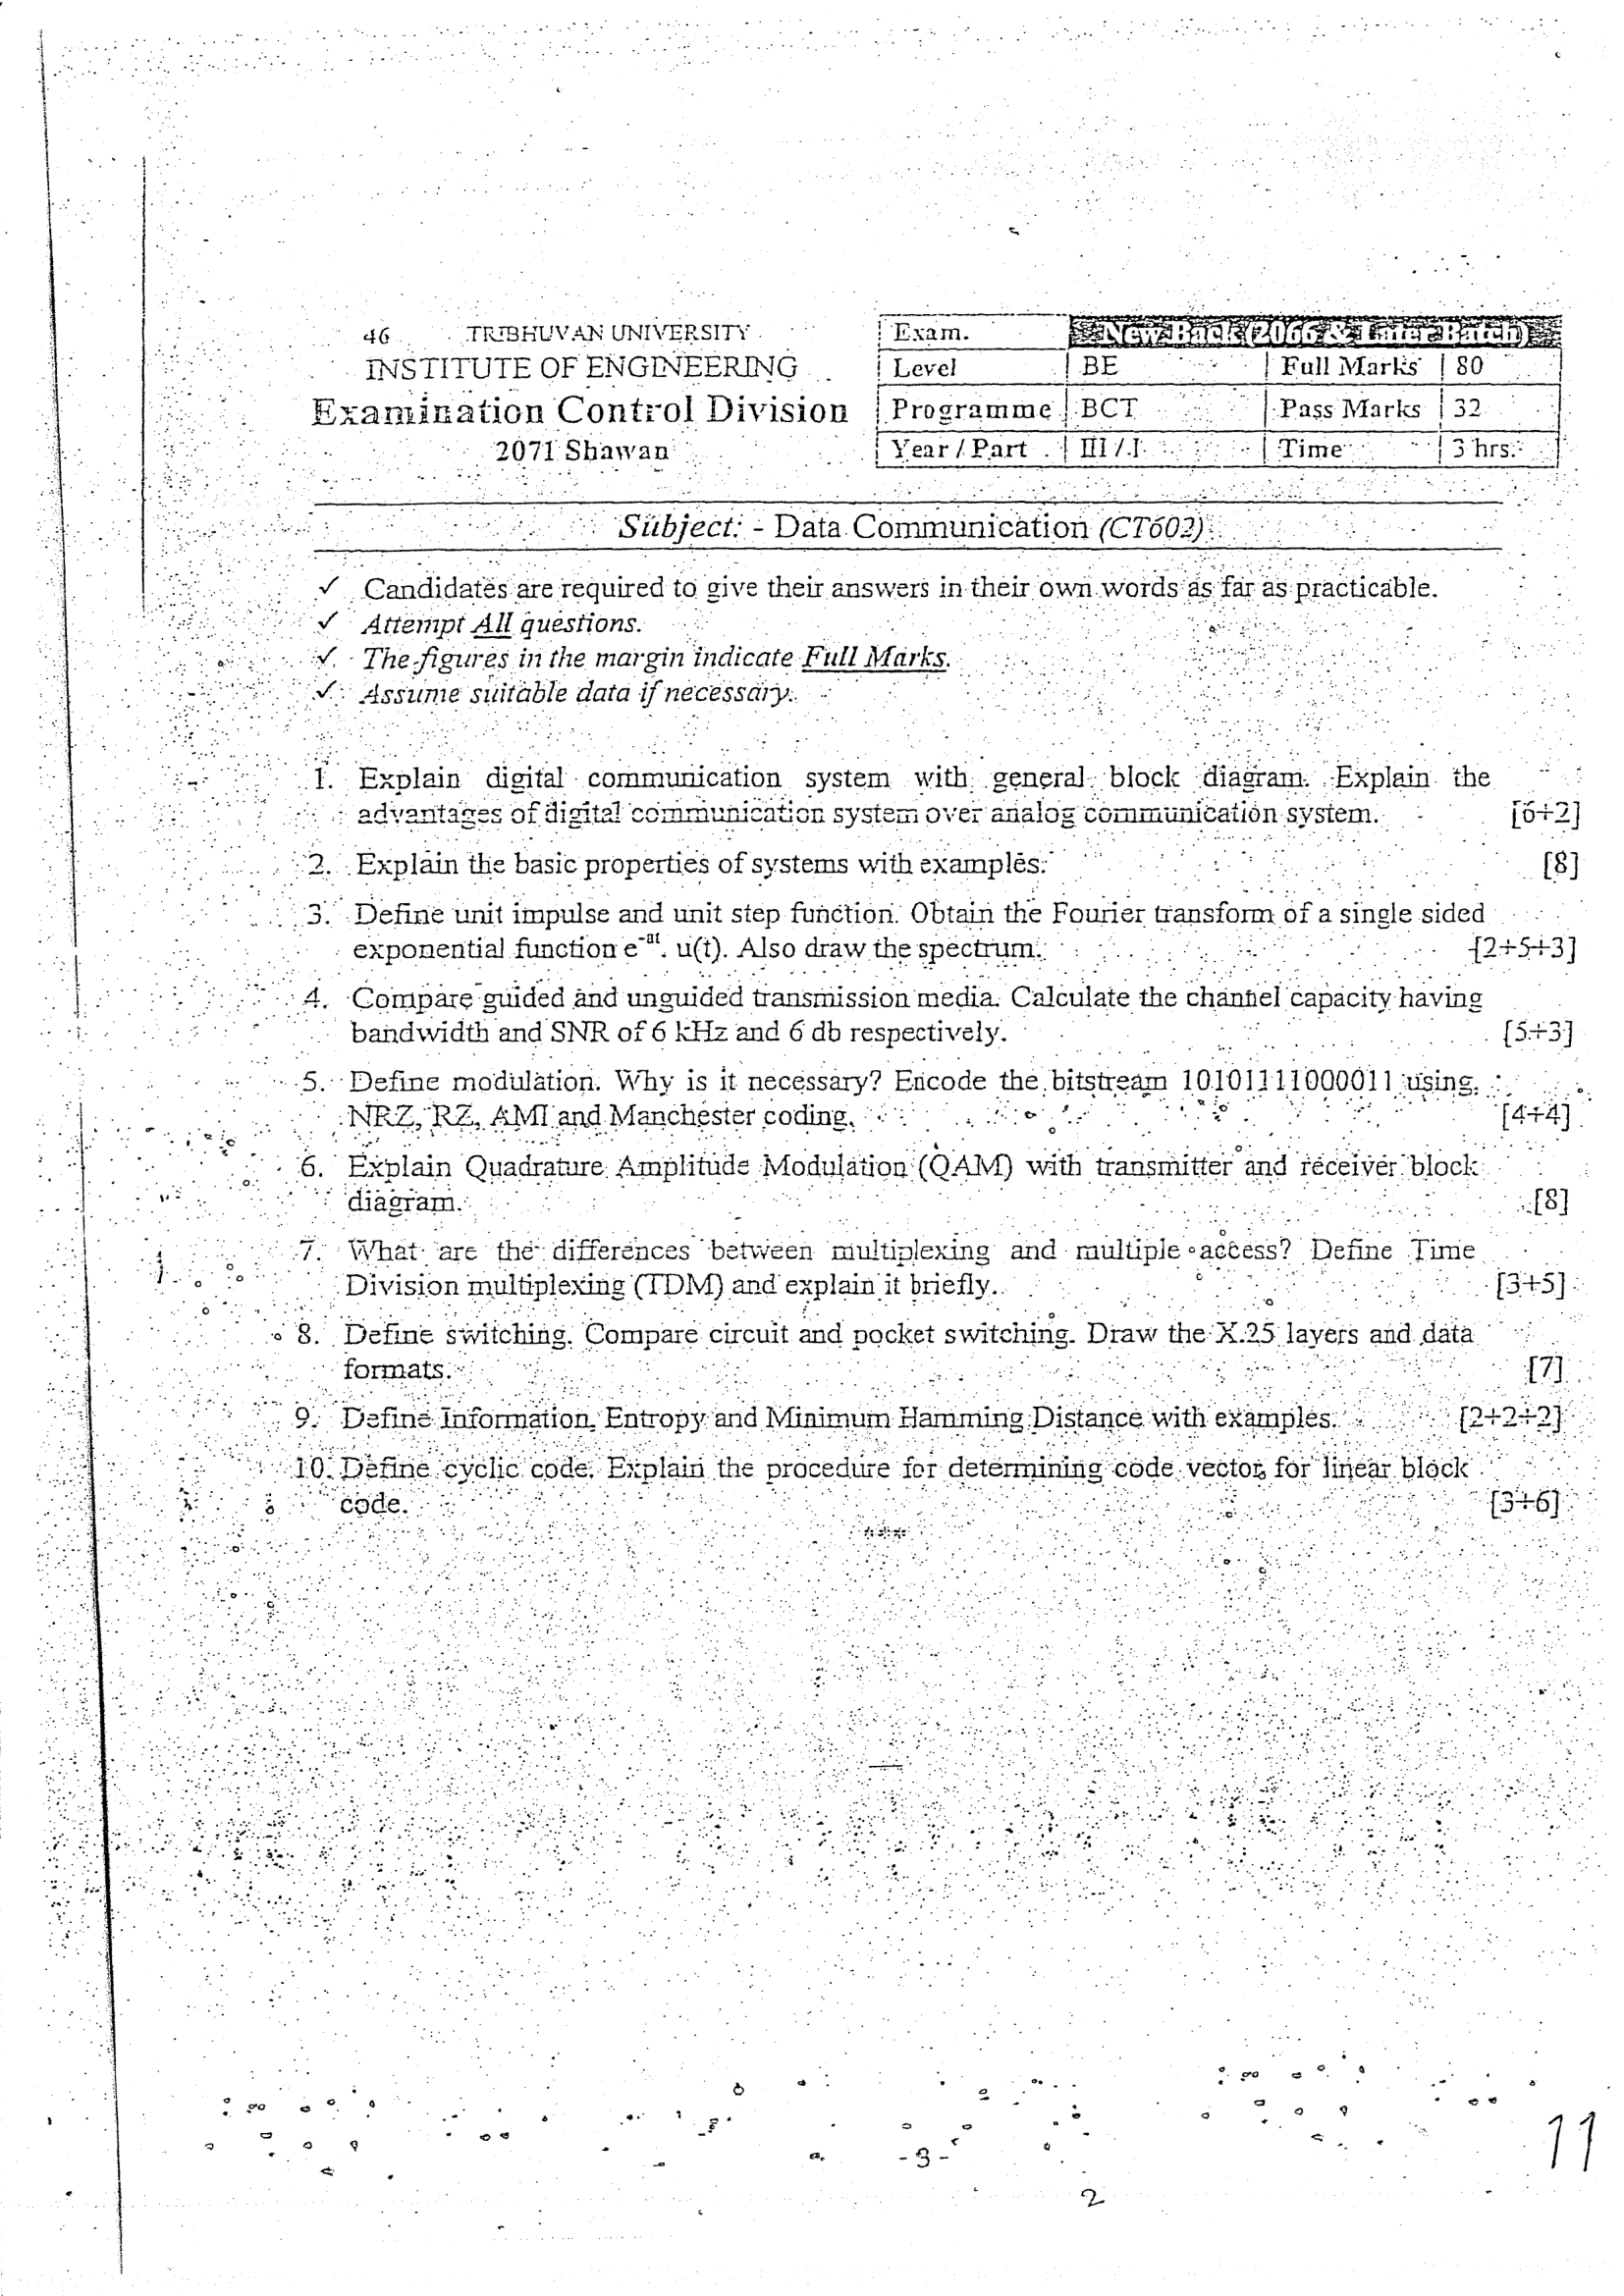 46 TRIBHUVAN UNIVERSITY
INSTITUTE OF ENGINEERING
Examination Control Division
2071 Shawan
Exam. New Back (2066 & Later Batch)
Level BE Full Marks 80
Programme BCT Pass Marks 32
Year / Part III / I Time 3 hrs.
Subject: - Data Communication (CT602)
✓ Candidates are required to give their answers in their own words as far as practicable.
✓ Attempt All questions.
✓ The figures in the margin indicate Full Marks.
✓ Assume suitable data if necessary.
1. Explain digital communication system with general block diagram. Explain the
advantages of digital communication system over analog communication system. [6+2]
2. Explain the basic properties of systems with examples. [8]
3. Define unit impulse and unit step function. Obtain the Fourier transform of a single sided
exponential function e⁻ᵃᵗ. u(t). Also draw the spectrum. [2+5+3]
4. Compare guided and unguided transmission media. Calculate the channel capacity having
bandwidth and SNR of 6 kHz and 6 db respectively. [5+3]
5. Define modulation. Why is it necessary? Encode the bitstream 10101111000011 using
NRZ, RZ, AMI and Manchester coding. [4+4]
6. Explain Quadrature Amplitude Modulation (QAM) with transmitter and receiver block
diagram. [8]
7. What are the differences between multiplexing and multiple access? Define Time
Division multiplexing (TDM) and explain it briefly. [3+5]
8. Define switching. Compare circuit and pocket switching. Draw the X.25 layers and data
formats. [7]
9. Define Information, Entropy and Minimum Hamming Distance with examples. [2+2+2]
10. Define cyclic code. Explain the procedure for determining code vector for linear block
code. [3+6]
***
- 3 -
2
11